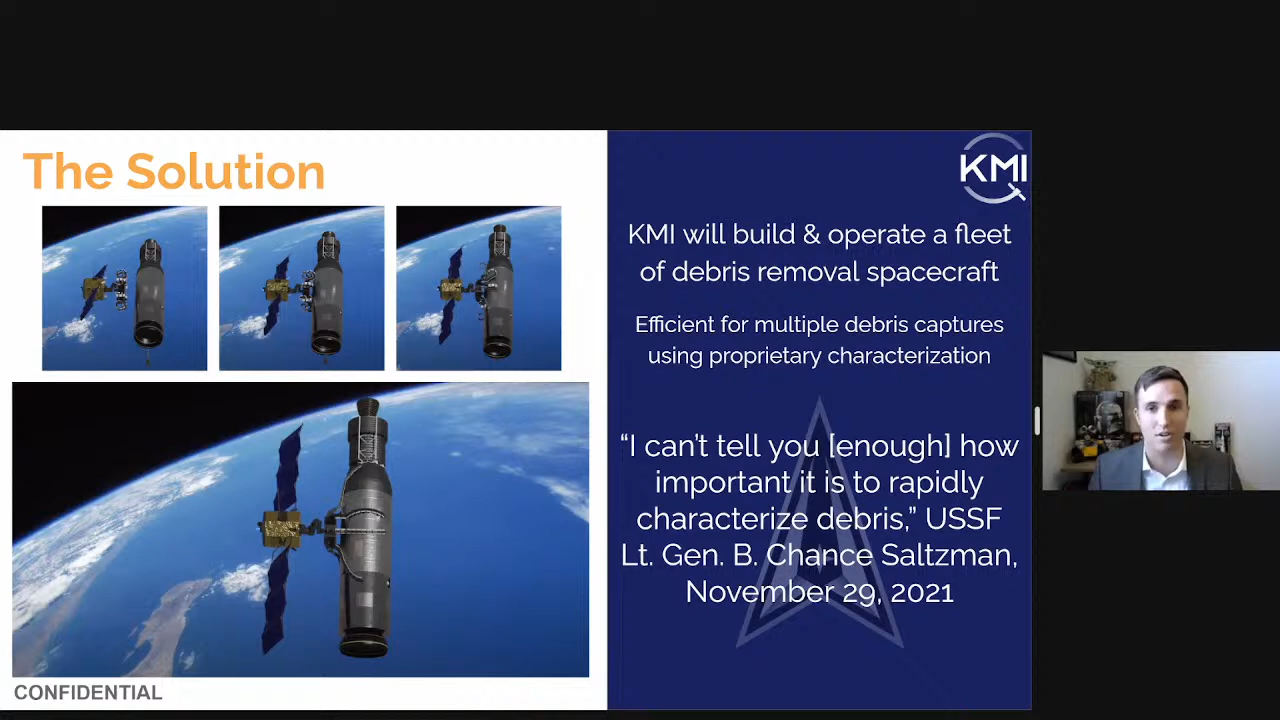 The Solution
KMI
KMI will build & operate a fleet
of debris removal spacecraft
Efficient for multiple debris captures
using proprietary characterization
“I can’t tell you [enough] how
important it is to rapidly
characterize debris,” USSF
Lt. Gen. B. Chance Saltzman,
November 29, 2021
CONFIDENTIAL